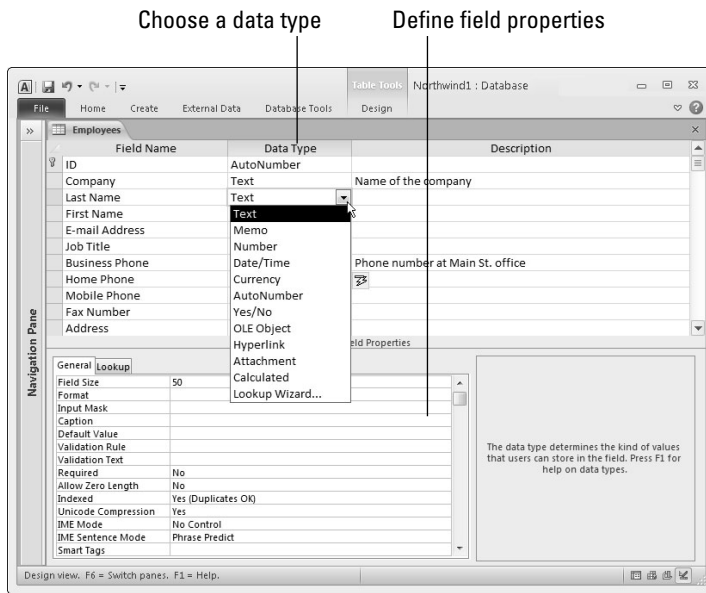 Choose a data type Define field properties
Table Tools Northwind1 : Database
File Home Create External Data Database Tools Design
Employees
Field Name Data Type Description
ID AutoNumber
Company Text Name of the company
Last Name Text
First Name Text
E-mail Address Memo
Job Title Number
Business Phone Date/Time Phone number at Main St. office
Home Phone Currency
Mobile Phone AutoNumber
Fax Number Yes/No
Address OLE Object
eld Properties
Hyperlink
Attachment
Calculated
Lookup Wizard...
Navigation Pane
General Lookup
Field Size 50
Format
Input Mask
Caption
Default Value
Validation Rule
Validation Text
Required No
Allow Zero Length No
Indexed Yes (Duplicates OK)
Unicode Compression Yes
IME Mode No Control
IME Sentence Mode Phrase Predict
Smart Tags
The data type determines the kind of values
that users can store in the field. Press F1 for
help on data types.
Design view. F6 = Switch panes. F1 = Help.